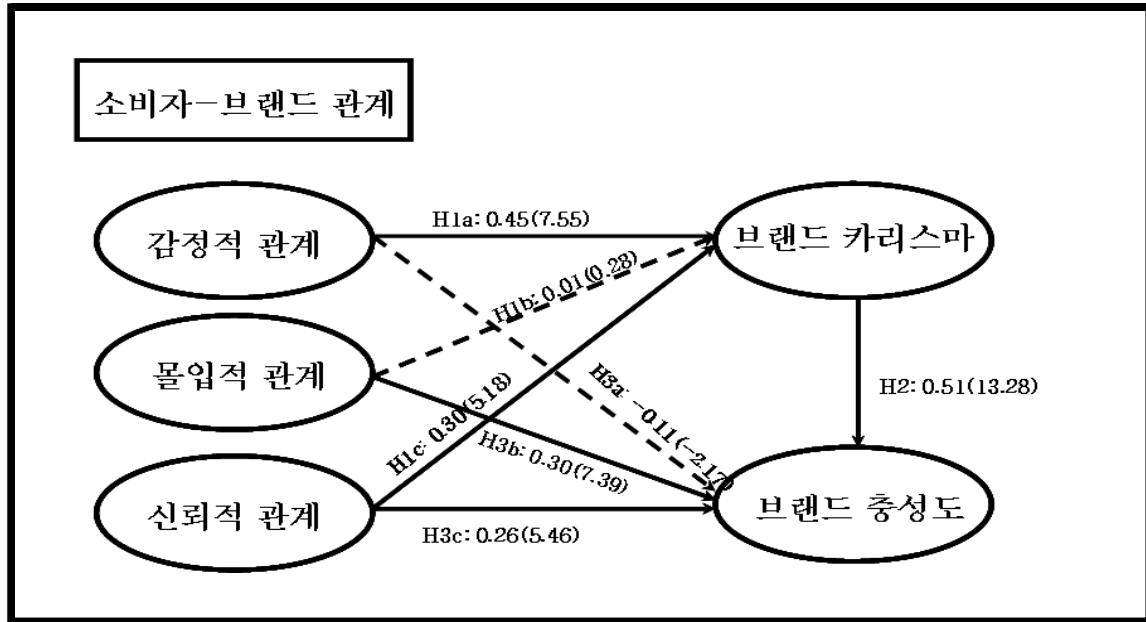 소비자-브랜드 관계
감정적 관계
H1a: 0.45(7.55)
브랜드 카리스마
H1b: 0.01(0.28)
몰입적 관계
H3a: -0.11(-2.17)
H2: 0.51(13.28)
H1c: 0.30(5.18)
H3b: 0.30(7.39)
신뢰적 관계
H3c: 0.26(5.46)
브랜드 충성도